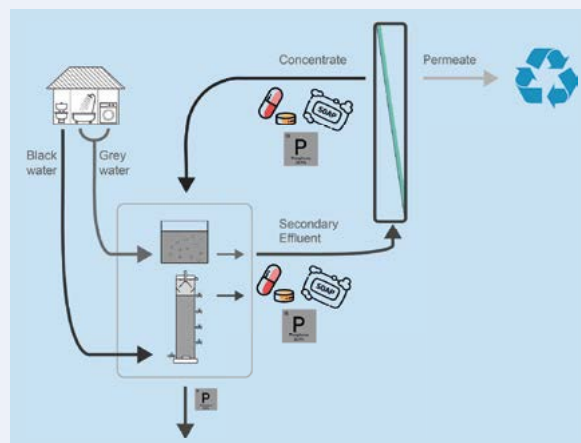 Concentrate
Permeate
SOAP
P
Black
water
Grey
water
Secondary
Effluent
SOAP
P
P